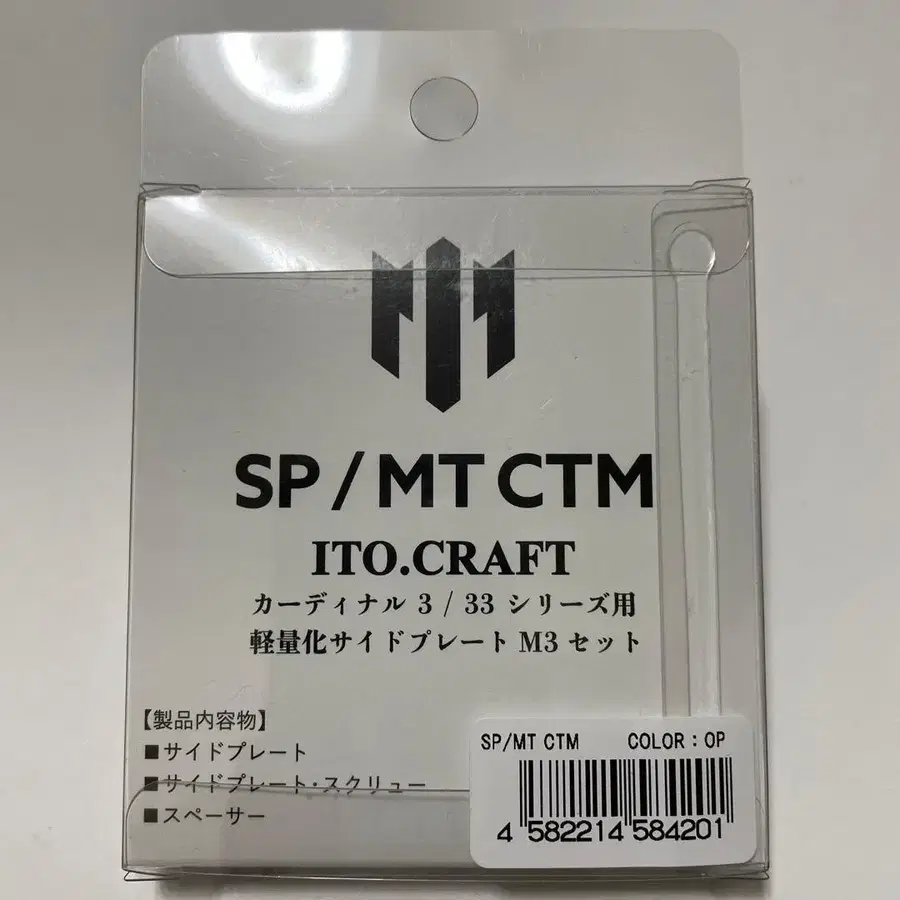 SP / MT CTM
ITO.CRAFT
カーディナル 3 / 33 シリーズ用
軽量化サイドプレート M3 セット
【製品内容物】
■サイドプレート
■サイドプレート・スクリュー
■スペーサー
SP/MT CTM COLOR : OP
4 582214 584201